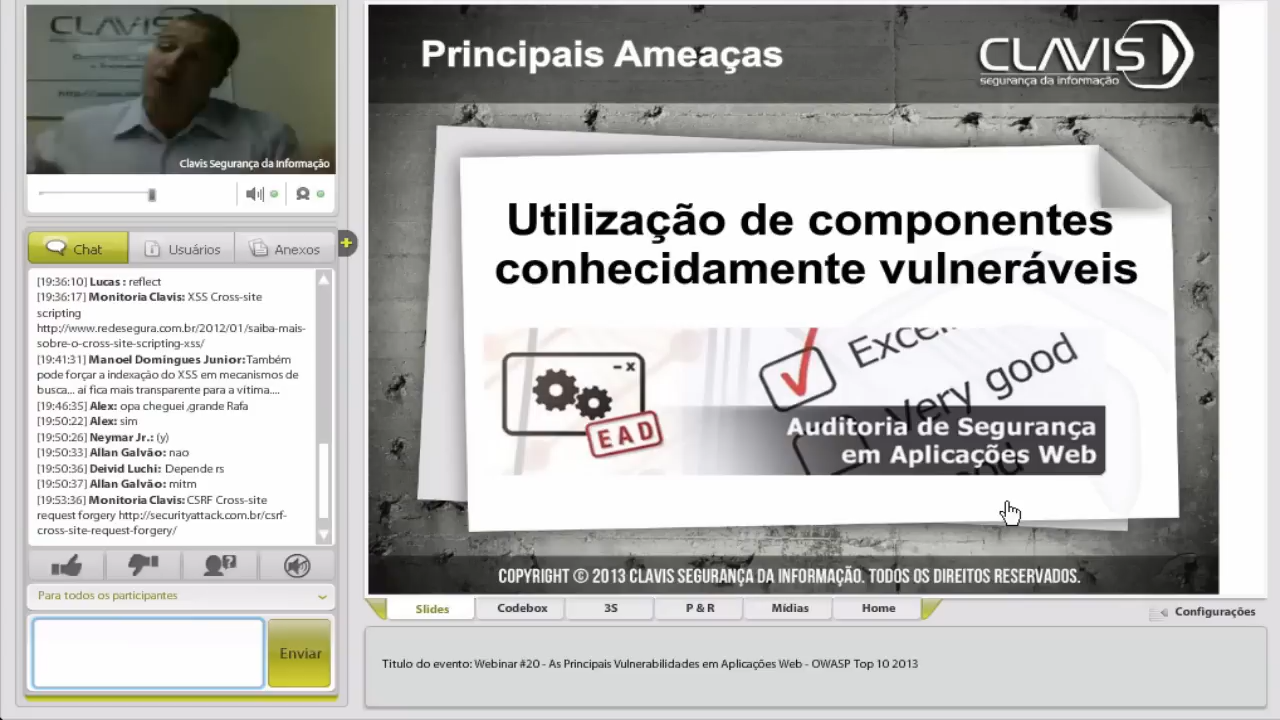 CLAVIS
Clavis Segurança da Informação
Chat
Usuários
Anexos
[19:36:10] Lucas : reflect
[19:36:17] Monitoria Clavis: XSS Cross-site
scripting
http://www.redesegura.com.br/2012/01/saiba-mais-
sobre-o-cross-site-scripting-xss/
[19:41:31] Manoel Domingues Junior: Também
pode forçar a indexação do XSS em mecanismos de
busca... aí fica mais transparente para a vítima....
[19:46:35] Alex: opa cheguei ,grande Rafa
[19:50:22] Alex: sim
[19:50:26] Neymar Jr.: (y)
[19:50:33] Allan Galvão: nao
[19:50:36] Deivid Luchi: Depende rs
[19:50:37] Allan Galvão: mitm
[19:53:36] Monitoria Clavis: CSRF Cross-site
request forgery http://securityattack.com.br/csrf-
cross-site-request-forgery/
Para todos os participantes
Enviar
Principais Ameaças
CLAVIS
segurança da informação
Utilização de componentes
conhecidamente vulneráveis
EAD
Very good
Auditoria de Segurança
em Aplicações Web
COPYRIGHT © 2013 CLAVIS SEGURANÇA DA INFORMAÇÃO. TODOS OS DIREITOS RESERVADOS.
Slides
Codebox
3S
P & R
Mídias
Home
Configurações
Titulo do evento: Webinar #20 - As Principais Vulnerabilidades em Aplicações Web - OWASP Top 10 2013